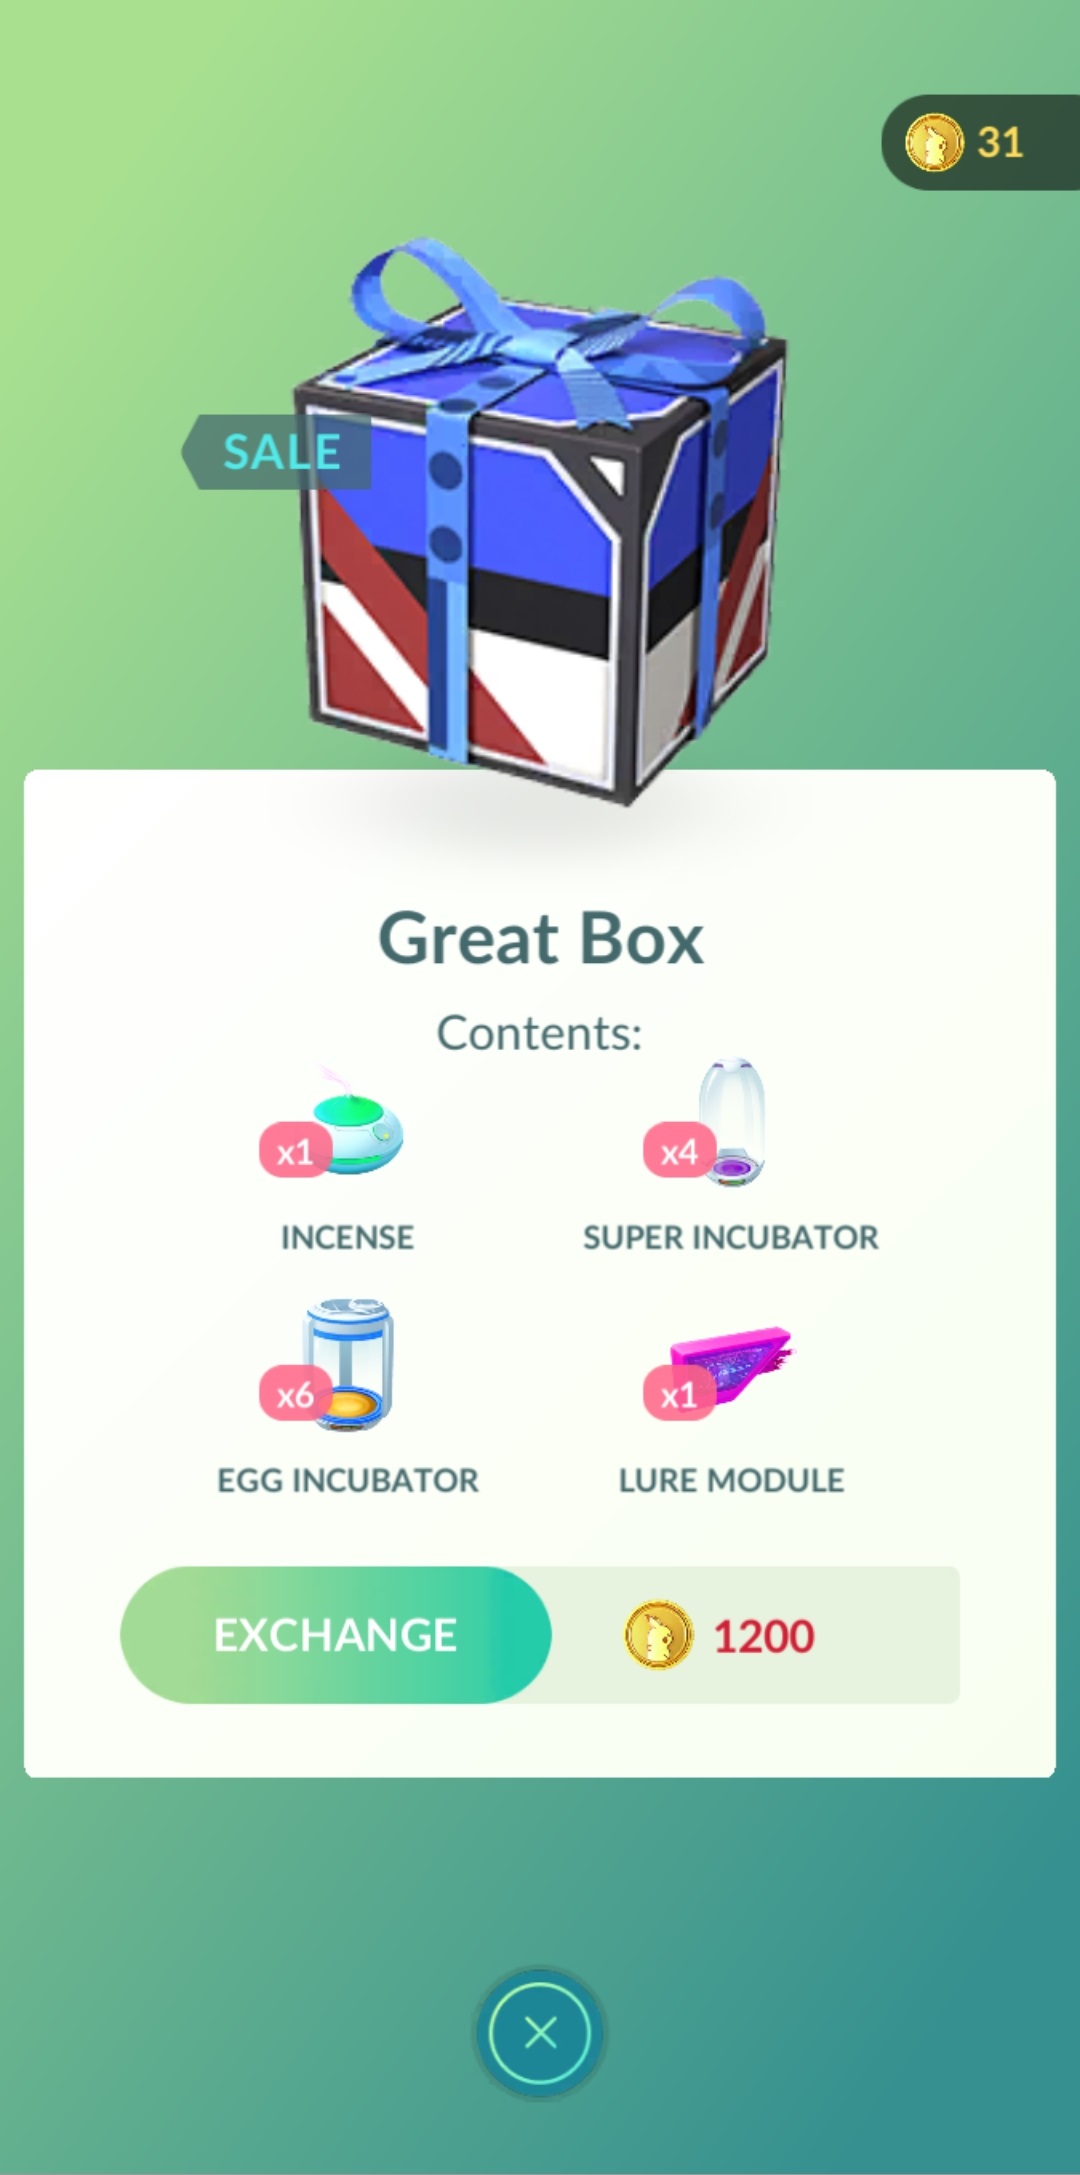 31
SALE
Great Box
Contents:
x1
x4
INCENSE
SUPER INCUBATOR
x6
x1
EGG INCUBATOR
LURE MODULE
EXCHANGE
1200